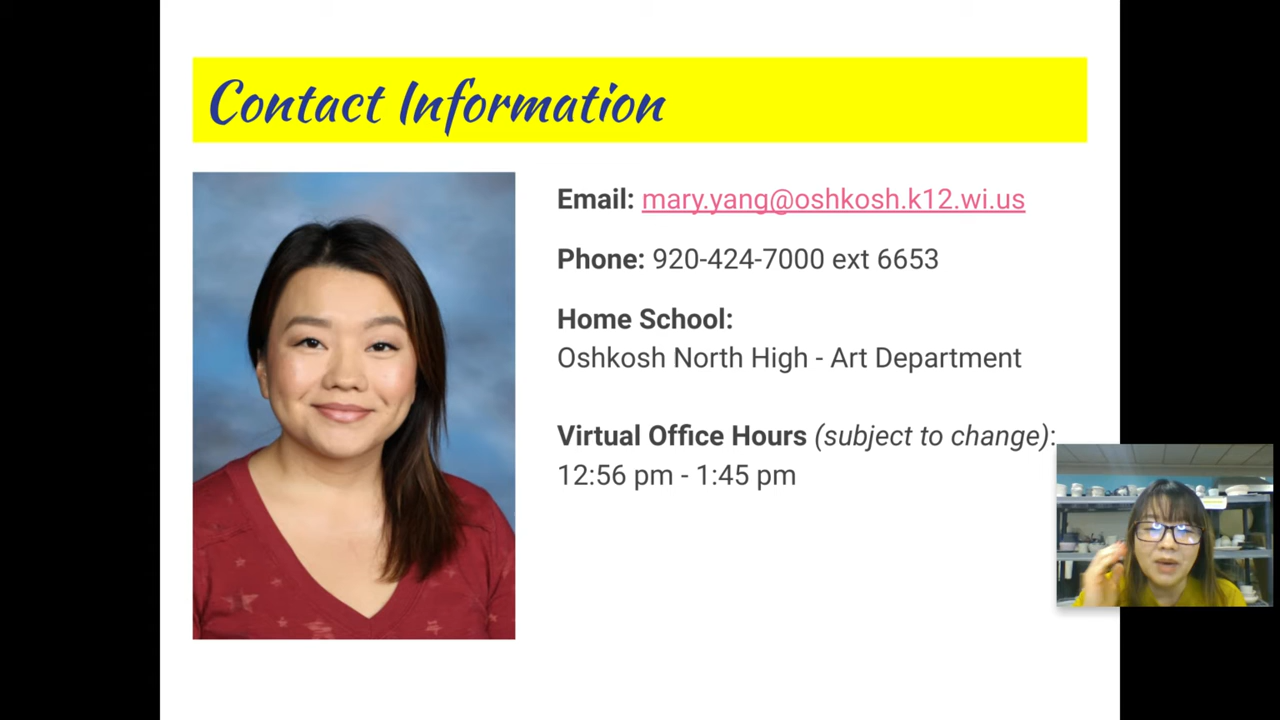 Contact Information
Email: mary.yang@oshkosh.k12.wi.us
Phone: 920-424-7000 ext 6653
Home School:
Oshkosh North High - Art Department
Virtual Office Hours (subject to change):
12:56 pm - 1:45 pm